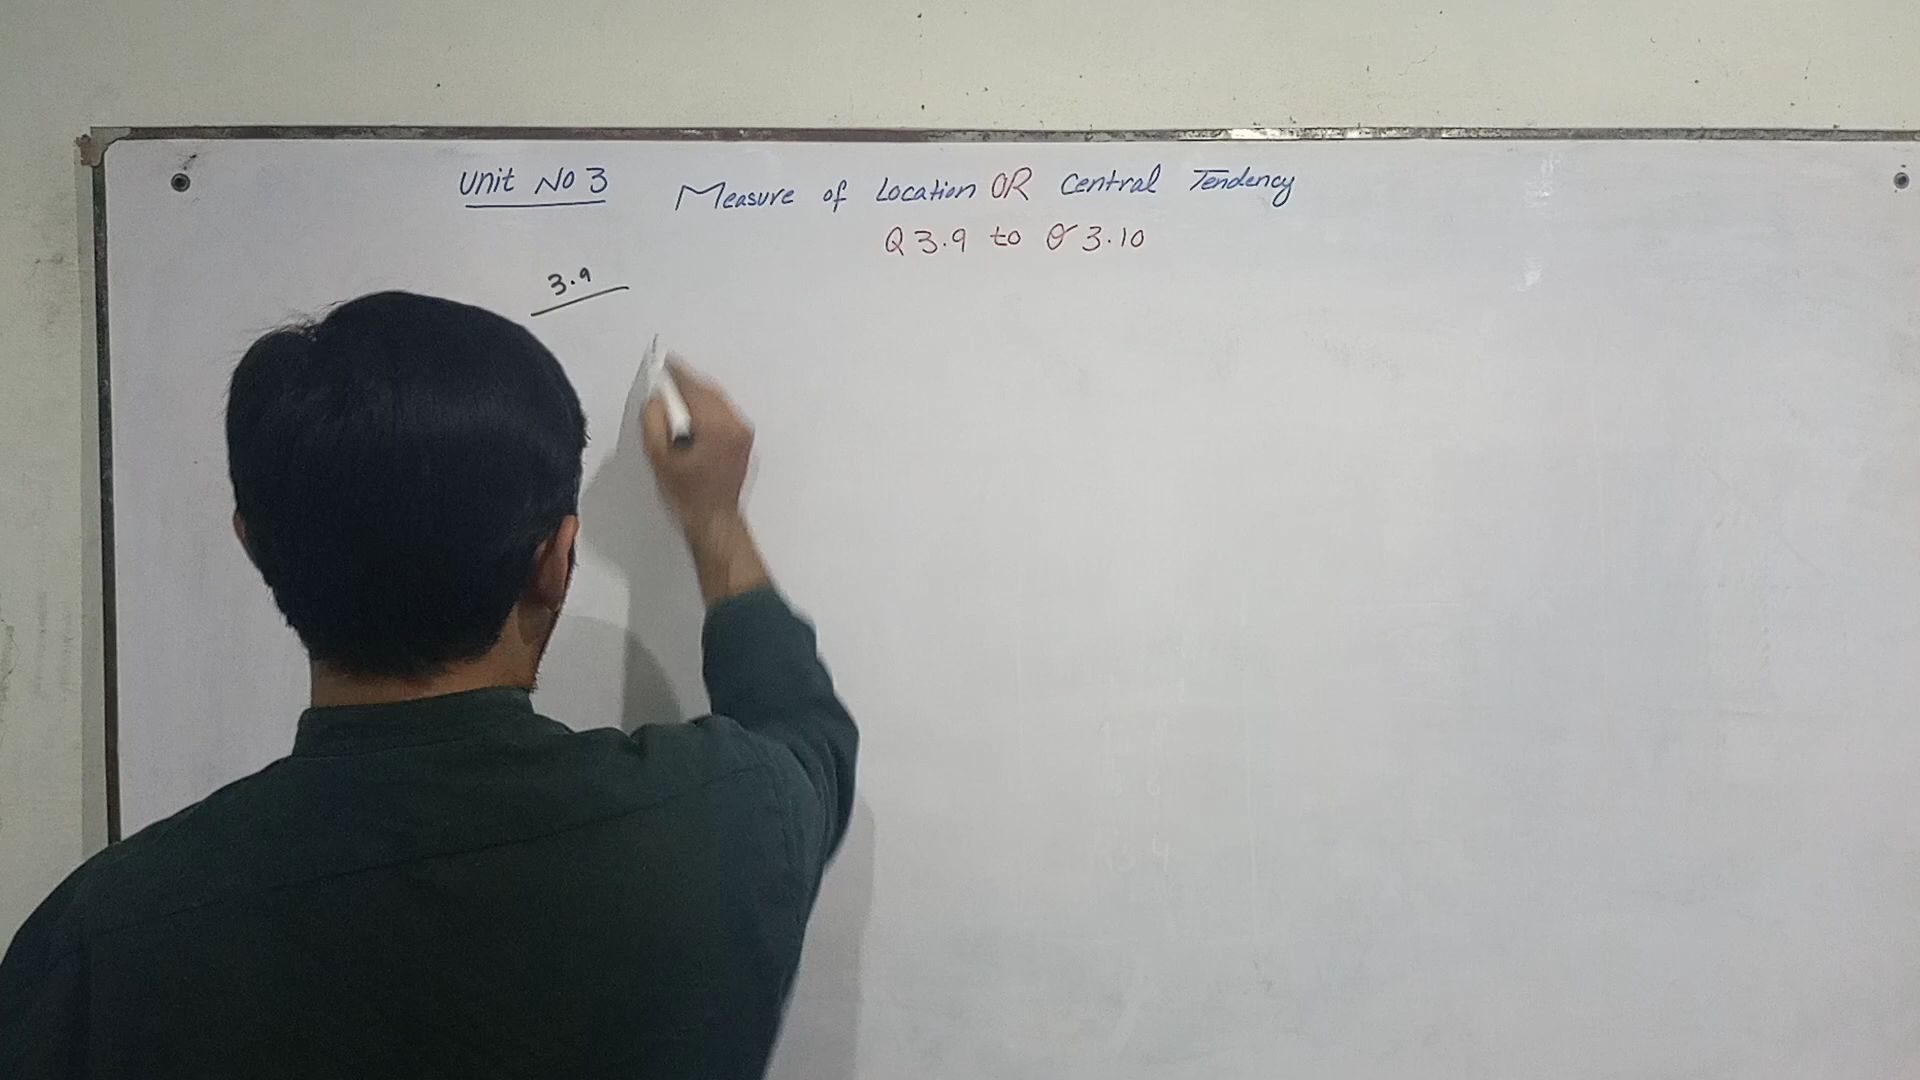 Unit No 3 Measure of Location OR Central Tendency
Q 3.9 to Q 3.10
3.9